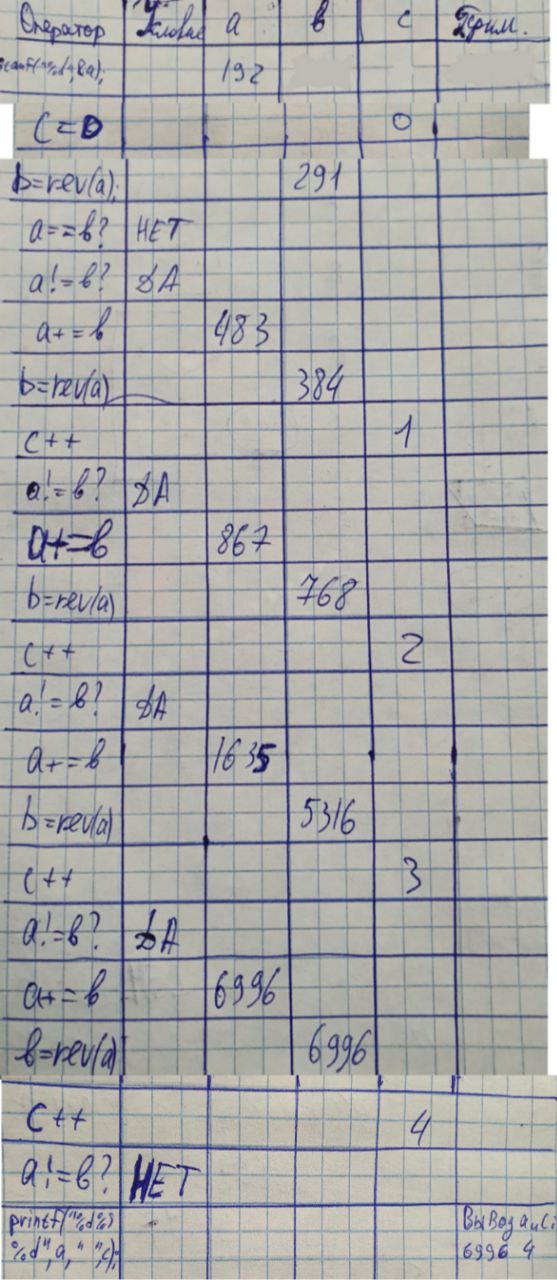 Оператор Условие a b c Прим.
scanf("%d",&a); 192
c=0 0
b=rev(a); 291
a==b? НЕТ
a!=b? ДА
a+=b 483
b=rev(a) 384
c++ 1
a!=b? ДА
a+=b 867
b=rev(a) 768
c++ 2
a!=b? ДА
a+=b 1635
b=rev(a) 5316
c++ 3
a!=b? ДА
a+=b 6996
b=rev(a) 6996
c++ 4
a!=b? НЕТ
printf("%d%s Вывод a и c:
%d",a," ",c); 6996 4